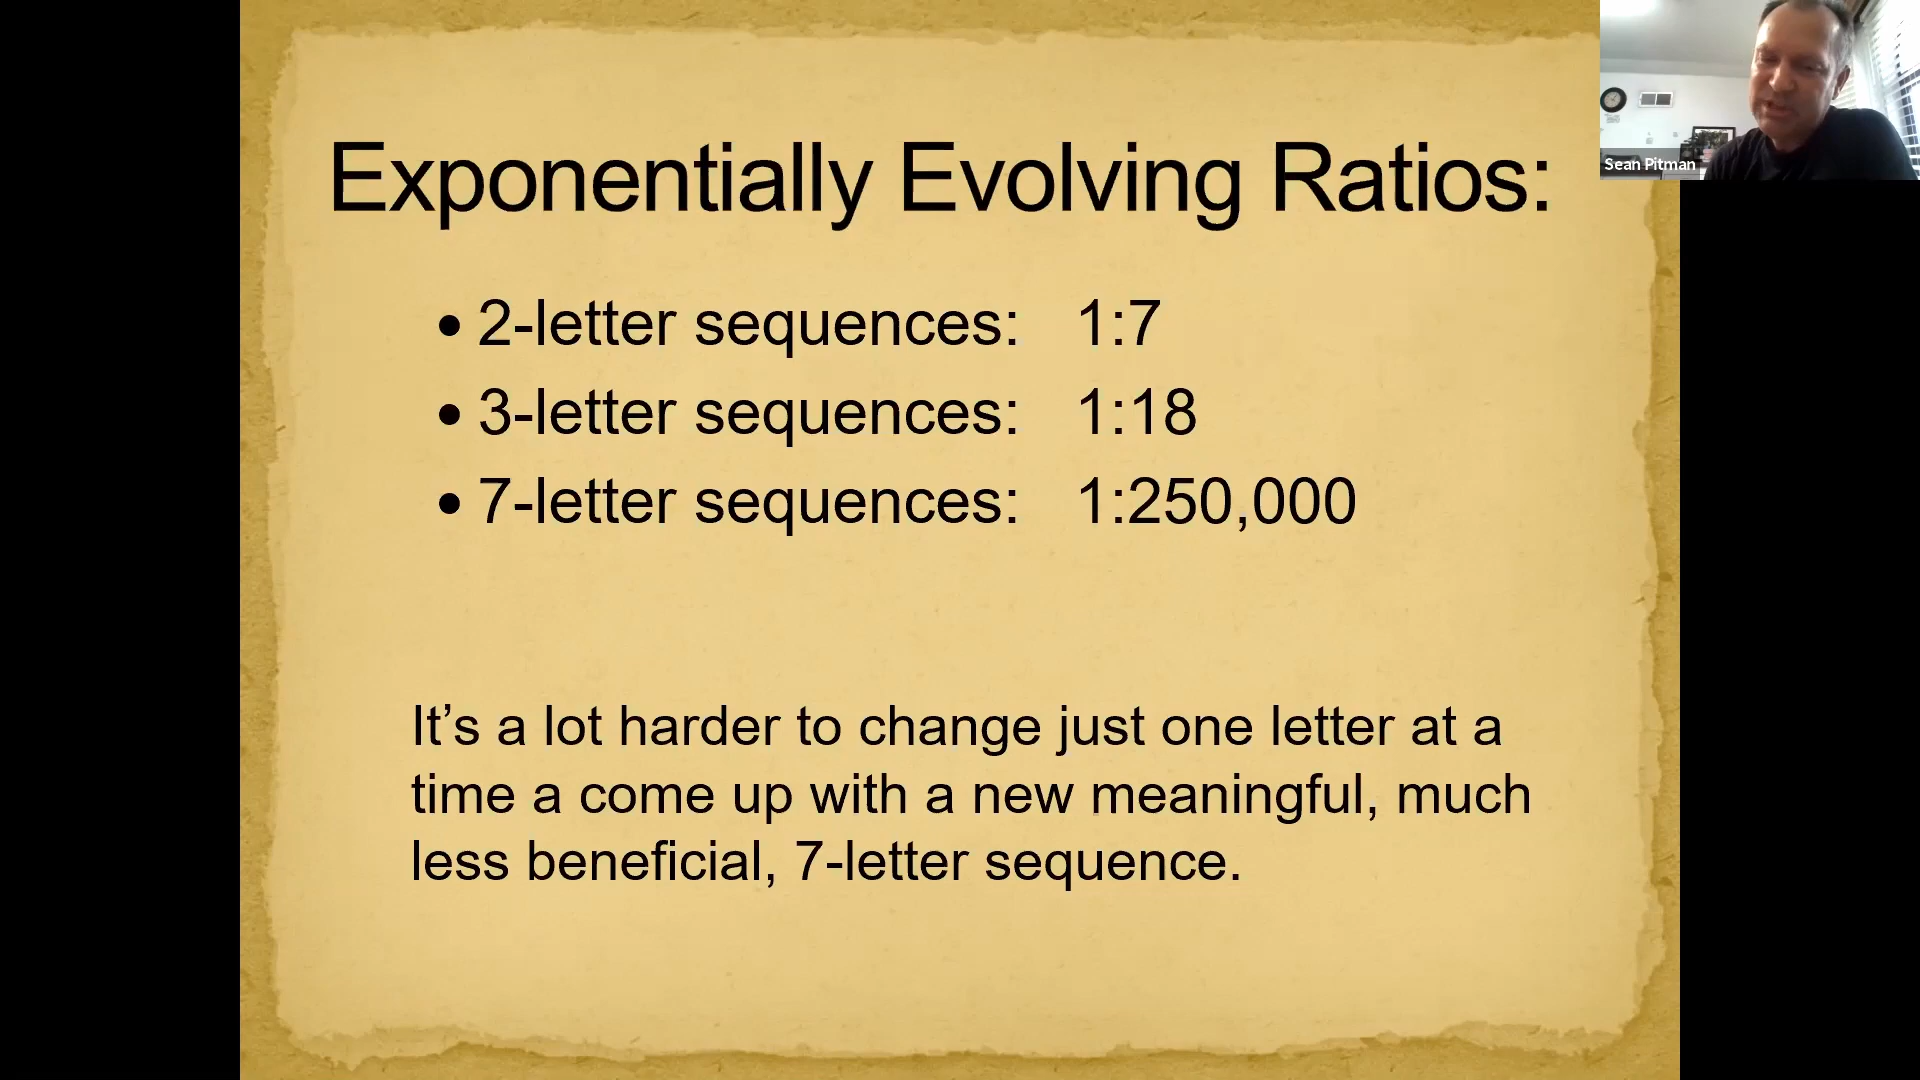 Exponentially Evolving Ratios:
• 2-letter sequences: 1:7
• 3-letter sequences: 1:18
• 7-letter sequences: 1:250,000
It’s a lot harder to change just one letter at a
time a come up with a new meaningful, much
less beneficial, 7-letter sequence.
Sean Pitman